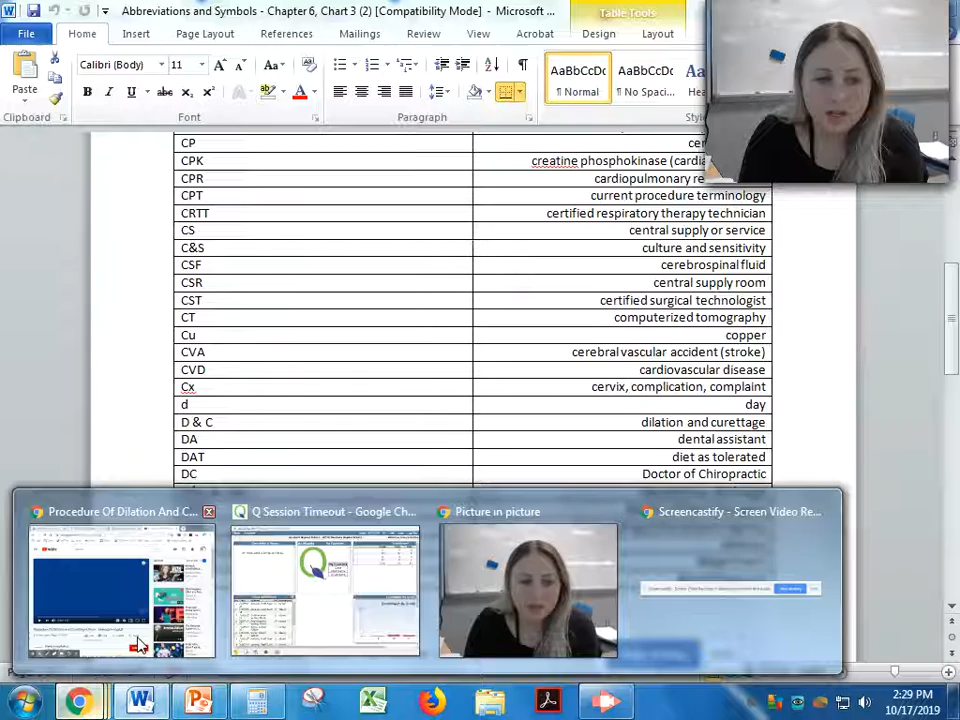 Abbreviations and Symbols - Chapter 6, Chart 3 (2) [Compatibility Mode] - Microsoft ...
Table Tools
File Home Insert Page Layout References Mailings Review View Acrobat Design Layout
Calibri (Body) 11
Paste
AaBbCcDc AaBbCcDc
¶ Normal ¶ No Spaci...
Clipboard Font Paragraph
CP
CPK creatine phosphokinase
CPR cardiopulmonary
CPT current procedure terminology
CRTT certified respiratory therapy technician
CS central supply or service
C&S culture and sensitivity
CSF cerebrospinal fluid
CSR central supply room
CST certified surgical technologist
CT computerized tomography
Cu copper
CVA cerebral vascular accident (stroke)
CVD cardiovascular disease
Cx cervix, complication, complaint
d day
D & C dilation and curettage
DA dental assistant
DAT diet as tolerated
DC Doctor of Chiropractic
Procedure Of Dilation And C... Q Session Timeout - Google Ch... Picture in picture Screencastify - Screen Video Re...
2:29 PM
10/17/2019